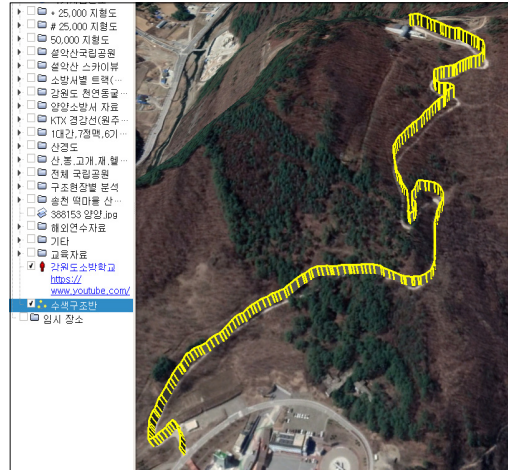 * 25,000 지형도
# 25,000 지형도
50,000 지형도
설악산국립공원
설악산 스카이뷰
소방서별 트랙(…
강원도 천연동굴…
양양소방서 자료
KTX 경강선(원주…
1대간,7정맥,6기…
산경도
산,봉,고개,재,헬…
전체 국립공원
구조현장별 분석
송천 떡마을 산…
388153 양양.jpg
해외연수자료
기타
교육자료
강원도소방학교
https://
www.youtube.com/
수색구조반
임시 장소